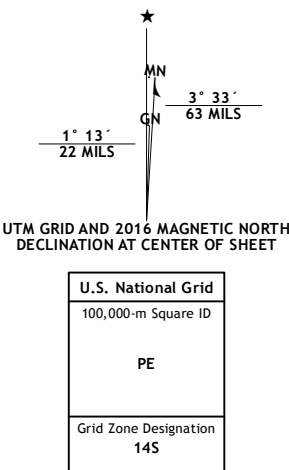 ★
MN
3° 33´
63 MILS
GN
1° 13´
22 MILS
UTM GRID AND 2016 MAGNETIC NORTH
DECLINATION AT CENTER OF SHEET
U.S. National Grid
100,000-m Square ID
PE
Grid Zone Designation
14S